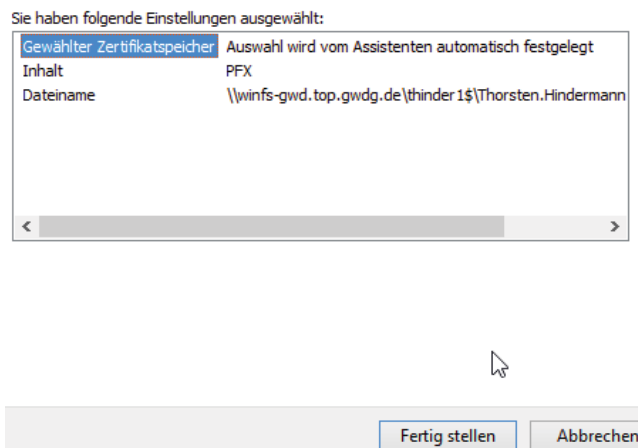 Sie haben folgende Einstellungen ausgewählt:
Gewählter Zertifikatspeicher Auswahl wird vom Assistenten automatisch festgelegt
Inhalt PFX
Dateiname \\winfs-gwd.top.gwdg.de\thinder1$\Thorsten.Hindermann
Fertig stellen Abbrechen